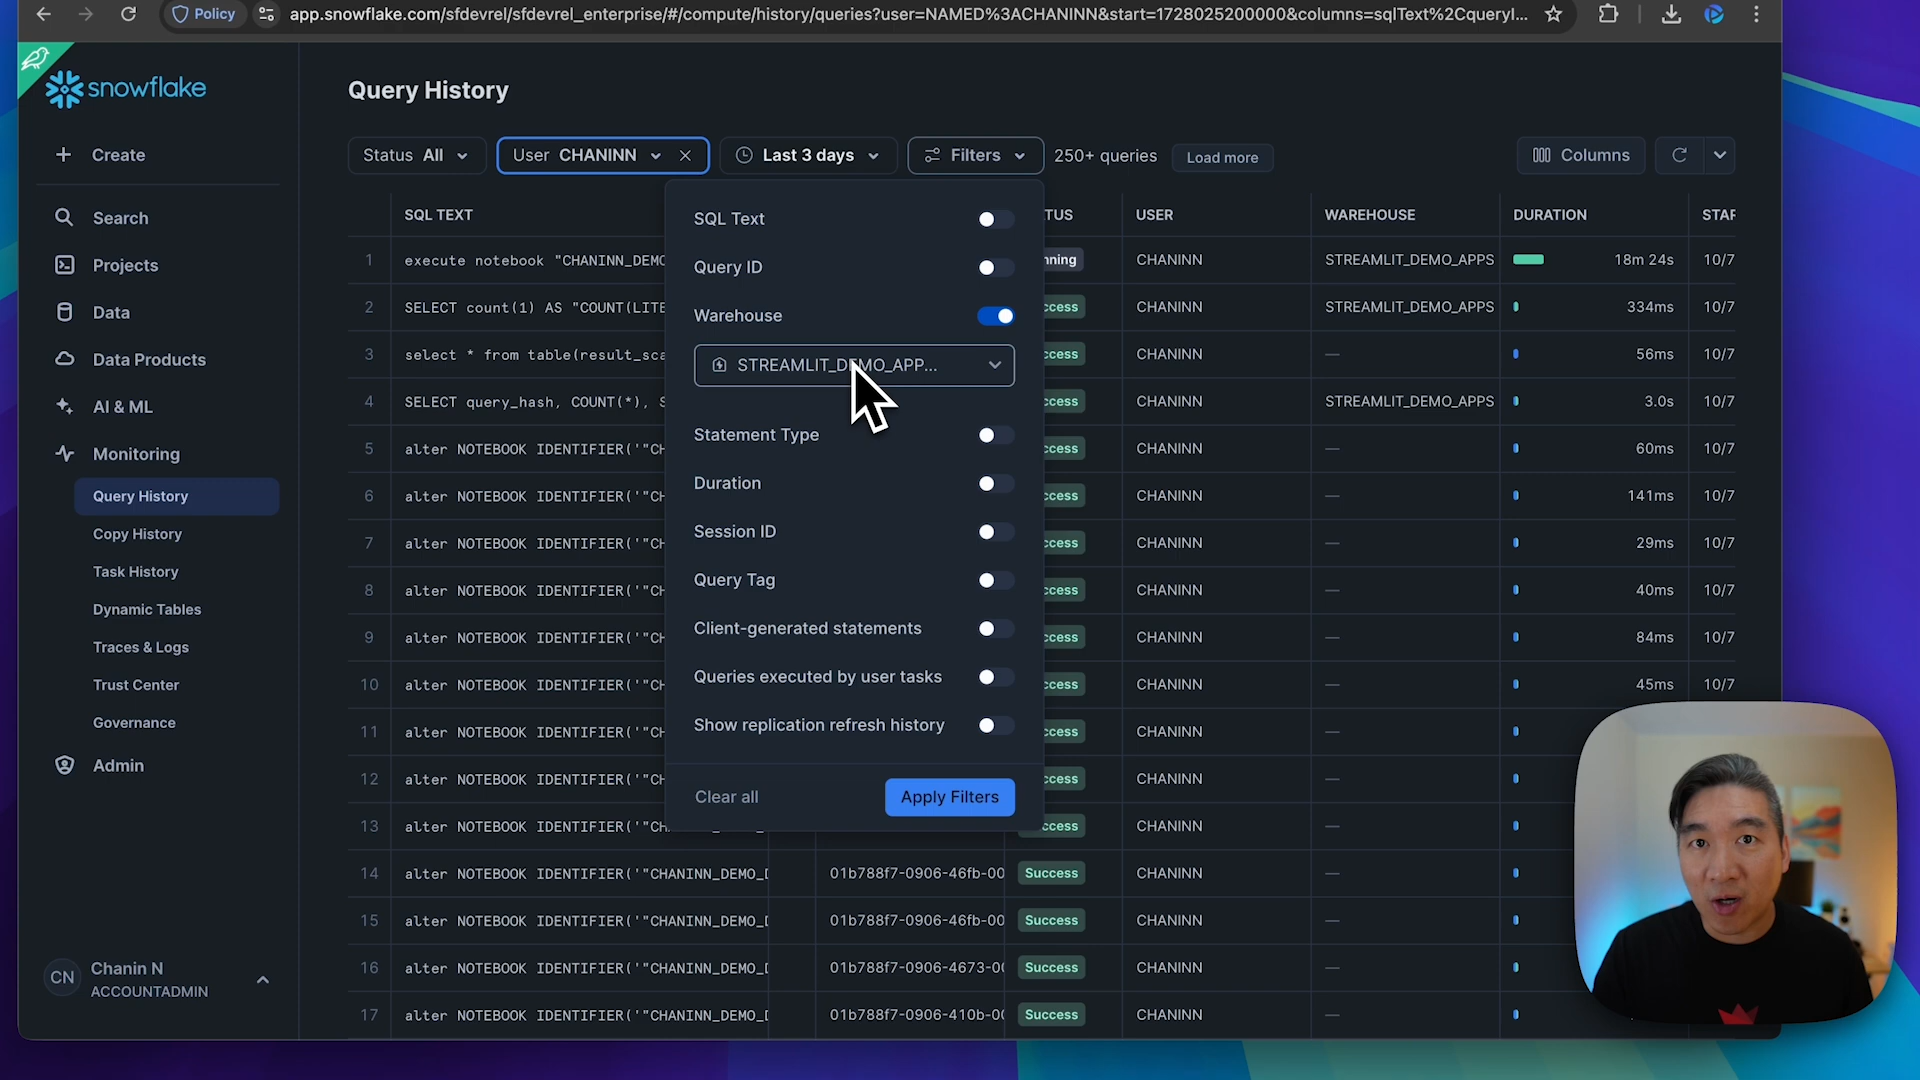 Policy
app.snowflake.com/sfdevrel/sfdevrel_enterprise/#/compute/history/queries?user=NAMED%3ACHANINN&start=1728025200000&columns=sqlText%2CqueryI...
snowflake
Create
Search
Projects
Data
Data Products
AI & ML
Monitoring
Query History
Copy History
Task History
Dynamic Tables
Traces & Logs
Trust Center
Governance
Admin
CN
Chanin N
ACCOUNTADMIN
Query History
Status All
User CHANINN
Last 3 days
Filters
250+ queries
Load more
Columns
SQL TEXT
TUS
USER
WAREHOUSE
DURATION
STAR
1 execute notebook "CHANINN_DEMO nning CHANINN STREAMLIT_DEMO_APPS 18m 24s 10/7
2 SELECT count(1) AS "COUNT(LITE ccess CHANINN STREAMLIT_DEMO_APPS 334ms 10/7
3 select * from table(result_sca ccess CHANINN — 56ms 10/7
4 SELECT query_hash, COUNT(*), S ccess CHANINN STREAMLIT_DEMO_APPS 3.0s 10/7
5 alter NOTEBOOK IDENTIFIER('"CH ccess CHANINN — 60ms 10/7
6 alter NOTEBOOK IDENTIFIER('"CH ccess CHANINN — 141ms 10/7
7 alter NOTEBOOK IDENTIFIER('"CH ccess CHANINN — 29ms 10/7
8 alter NOTEBOOK IDENTIFIER('"CH ccess CHANINN — 40ms 10/7
9 alter NOTEBOOK IDENTIFIER('"CH ccess CHANINN — 84ms 10/7
10 alter NOTEBOOK IDENTIFIER('"CH ccess CHANINN — 45ms 10/7
11 alter NOTEBOOK IDENTIFIER('"CH ccess CHANINN —
12 alter NOTEBOOK IDENTIFIER('"CH ccess CHANINN —
13 alter NOTEBOOK IDENTIFIER('"CH ccess CHANINN —
14 alter NOTEBOOK IDENTIFIER('"CHANINN_DEMO_D 01b788f7-0906-46fb-00 Success CHANINN —
15 alter NOTEBOOK IDENTIFIER('"CHANINN_DEMO_D 01b788f7-0906-46fb-00 Success CHANINN —
16 alter NOTEBOOK IDENTIFIER('"CHANINN_DEMO_D 01b788f7-0906-4673-00 Success CHANINN —
17 alter NOTEBOOK IDENTIFIER('"CHANINN_DEMO_D 01b788f7-0906-410b-00 Success CHANINN —
SQL Text
Query ID
Warehouse
STREAMLIT_DEMO_APP...
Statement Type
Duration
Session ID
Query Tag
Client-generated statements
Queries executed by user tasks
Show replication refresh history
Clear all
Apply Filters